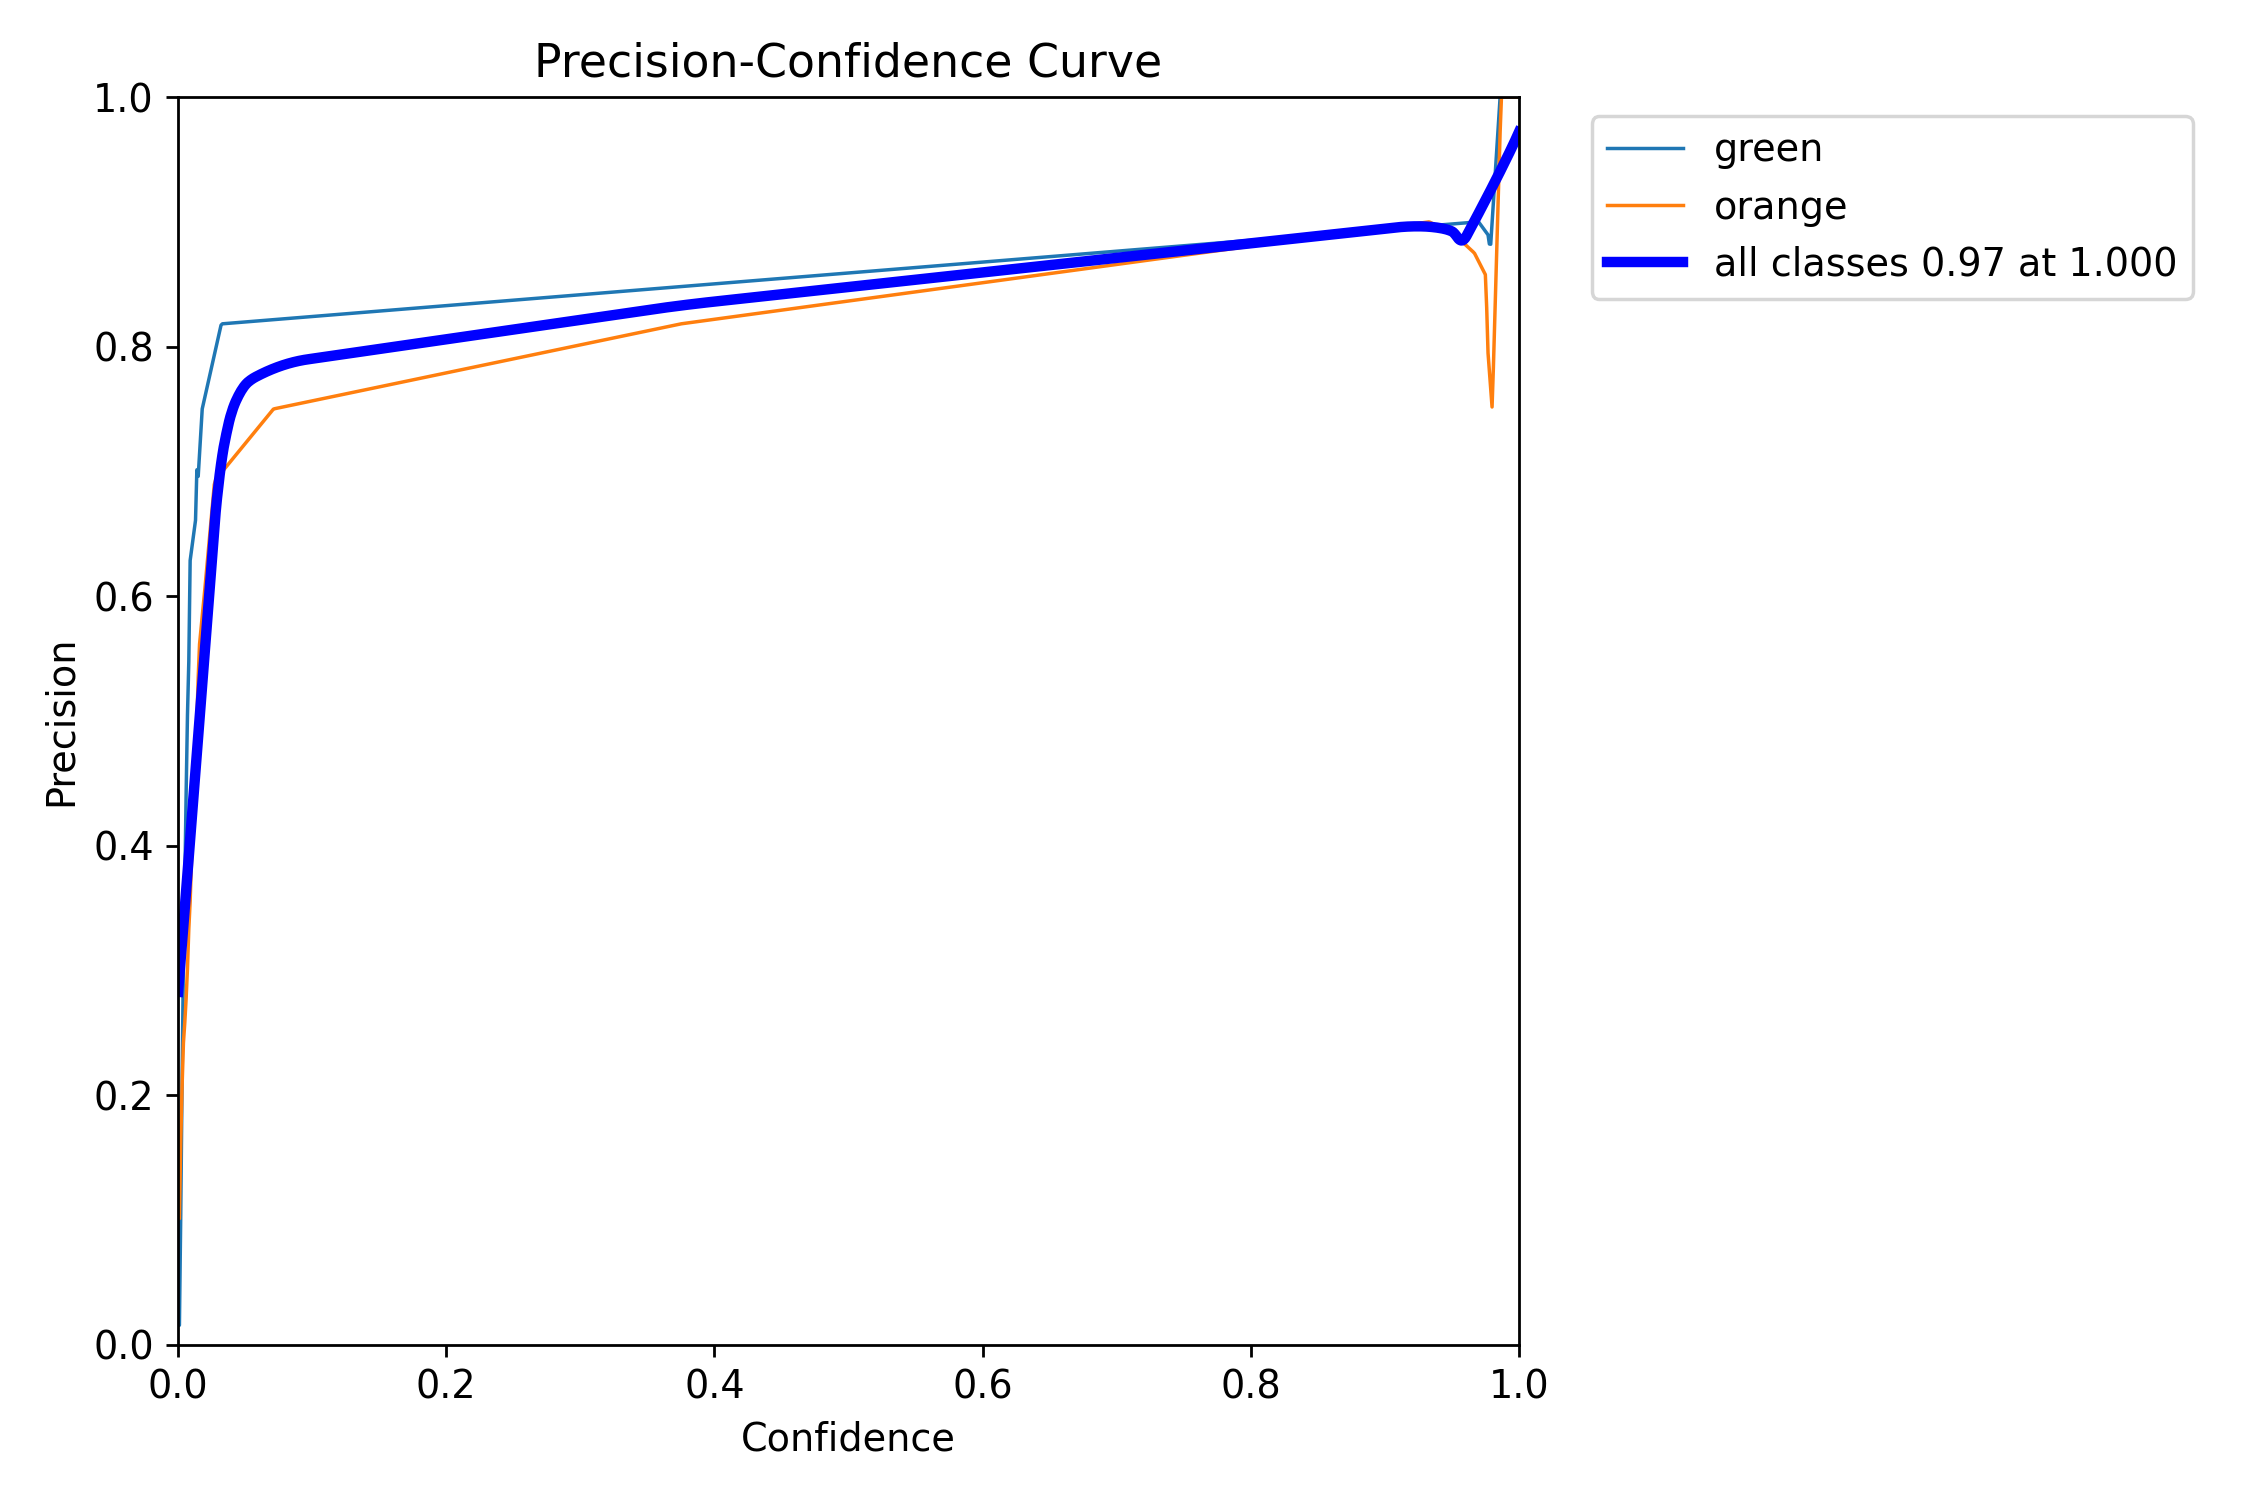 Precision-Confidence Curve
1.0
0.8
0.6
0.4
0.2
0.0
Precision
0.0 0.2 0.4 0.6 0.8 1.0
Confidence
green
orange
all classes 0.97 at 1.000